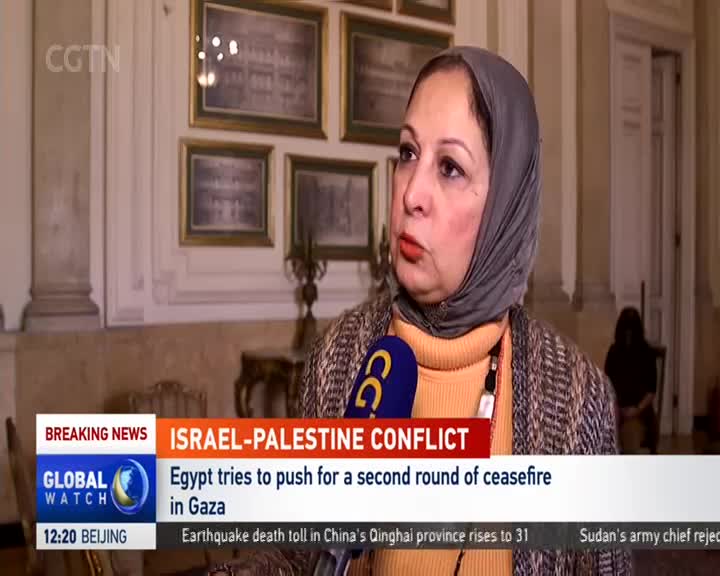 CGTN
CG
BREAKING NEWS
ISRAEL-PALESTINE CONFLICT
GLOBAL
WATCH
Egypt tries to push for a second round of ceasefire
in Gaza
12:20 BEIJING
Earthquake death toll in China's Qinghai province rises to 31
Sudan's army chief rejec